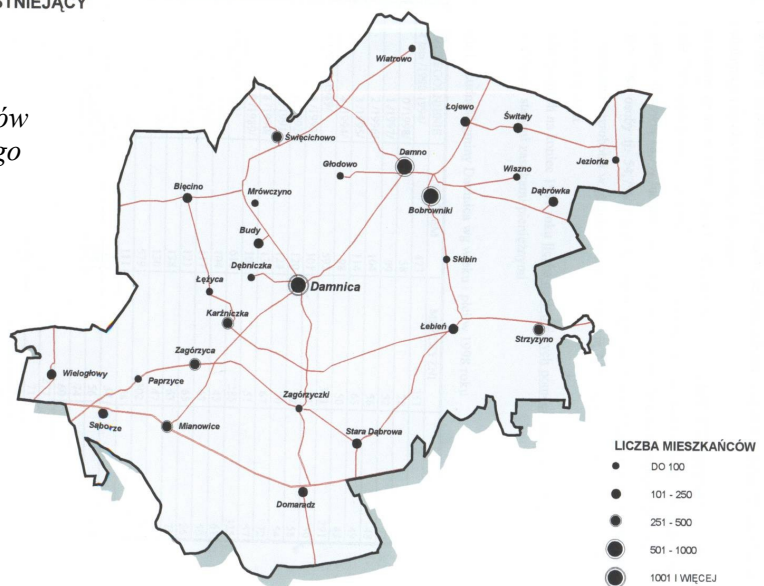 STNIEJĄCY
ów
go
Wiatrowo
Łojewo
Świtały
Święcichowo
Damno
Głodowo
Jeziorka
Wiszno
Bięcino
Mrówczyno
Dąbrówka
Bobrowniki
Budy
Skibin
Dębniczka
Łężyca
Damnica
Karżniczka
Łebień
Strzyżyno
Zagórzyca
Wielogłowy
Paprzyce
Zagórzyczki
Sąborze
Mianowice
Stara Dąbrowa
Domaradz
LICZBA MIESZKAŃCÓW
DO 100
101 - 250
251 - 500
501 - 1000
1001 I WIĘCEJ